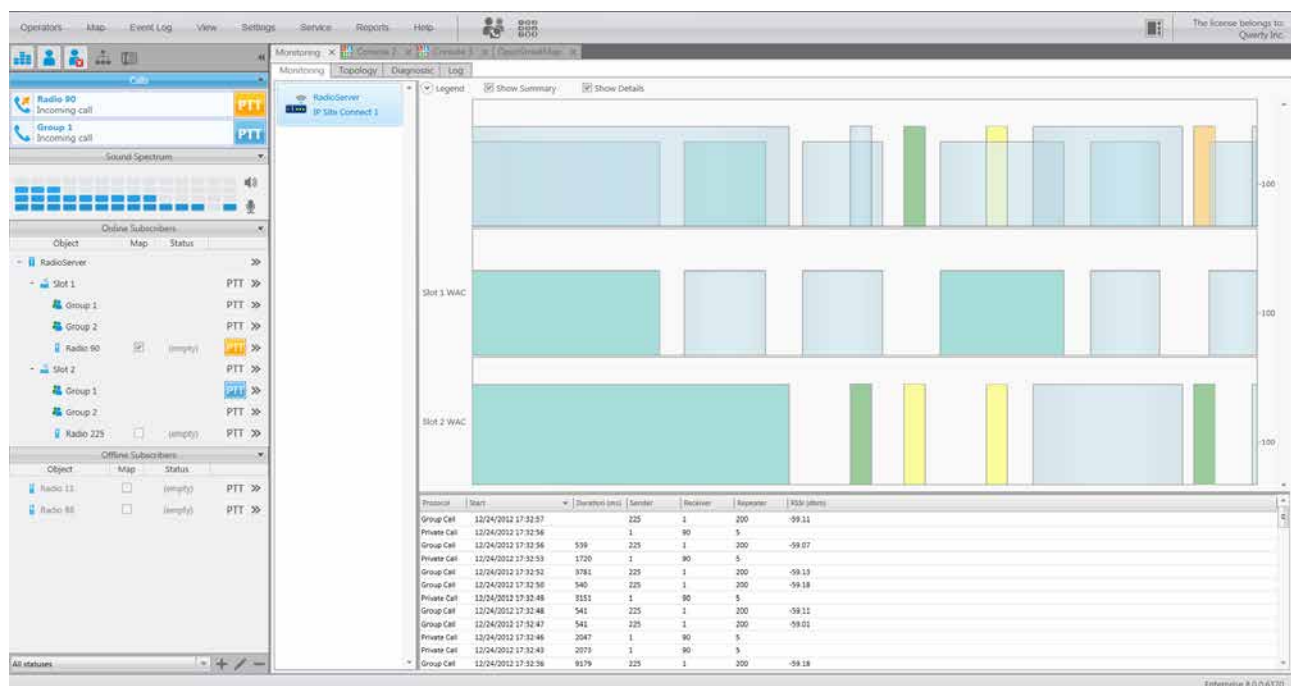 Operators Map Event Log View Settings Service Reports Help
The license belongs to:
Qwerty Inc.
Monitoring Console 2 Console 3 OpenStreetMap
Monitoring Topology Diagnostic Log
Calls
Radio 90
Incoming call
PTT
Group 1
Incoming call
PTT
Sound Spectrum
Online Subscribers
Object Map Status
RadioServer
Slot 1 PTT
Group 1 PTT
Group 2 PTT
Radio 90 (empty) PTT
Slot 2 PTT
Group 1 PTT
Group 2 PTT
Radio 225 (empty) PTT
Offline Subscribers
Object Map Status
Radio 11 (empty) PTT
Radio 88 (empty) PTT
All statuses
RadioServer
IP Site Connect 1
Legend Show Summary Show Details
-100
Slot 1 WAC
-100
Slot 2 WAC
-100
Protocol Start Duration (ms) Sender Receiver Repeater RSSI (dBm)
Group Call 12/24/2012 17:32:57 225 1 200 -59.11
Private Call 12/24/2012 17:32:56 1 90 5
Group Call 12/24/2012 17:32:56 539 225 1 200 -59.07
Private Call 12/24/2012 17:32:53 1720 1 90 5
Group Call 12/24/2012 17:32:52 3781 225 1 200 -59.13
Group Call 12/24/2012 17:32:50 540 225 1 200 -59.18
Private Call 12/24/2012 17:32:49 3151 1 90 5
Group Call 12/24/2012 17:32:48 541 225 1 200 -59.11
Group Call 12/24/2012 17:32:47 541 225 1 200 -59.01
Private Call 12/24/2012 17:32:46 2047 1 90 5
Private Call 12/24/2012 17:32:43 2073 1 90 5
Group Call 12/24/2012 17:32:36 9179 225 1 200 -59.18
Enterprise 8.0.0.6370